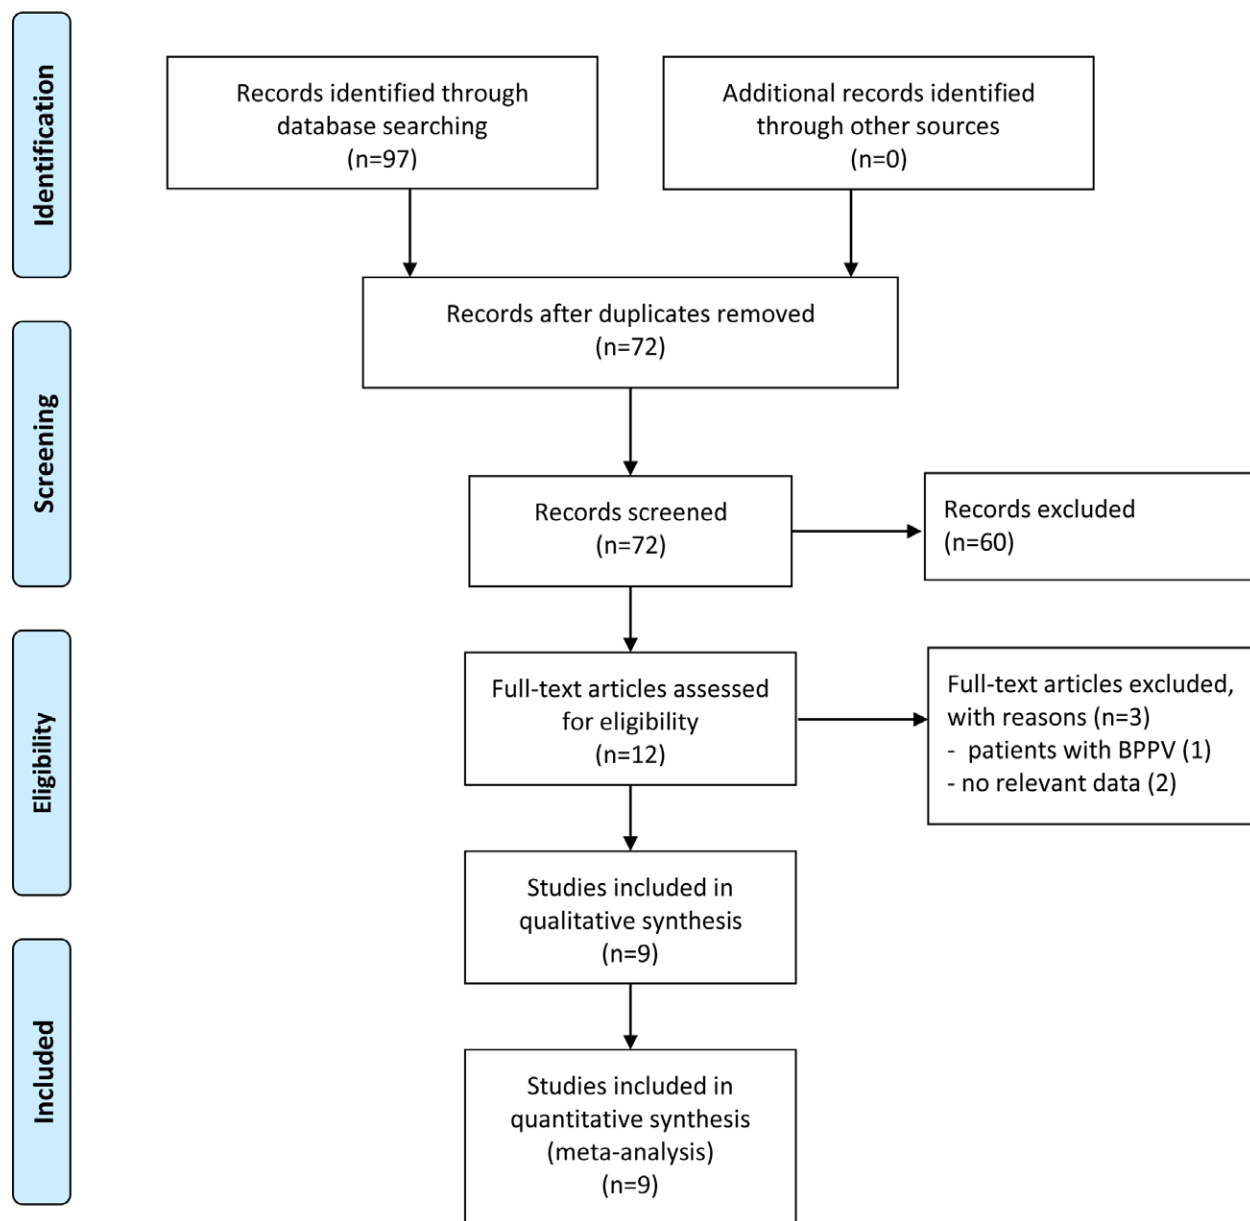 Identification
Records identified through
database searching
(n=97)
Additional records identified
through other sources
(n=0)
Records after duplicates removed
(n=72)
Screening
Records screened
(n=72)
Records excluded
(n=60)
Eligibility
Full-text articles assessed
for eligibility
(n=12)
Full-text articles excluded,
with reasons (n=3)
- patients with BPPV (1)
- no relevant data (2)
Studies included in
qualitative synthesis
(n=9)
Included
Studies included in
quantitative synthesis
(meta-analysis)
(n=9)